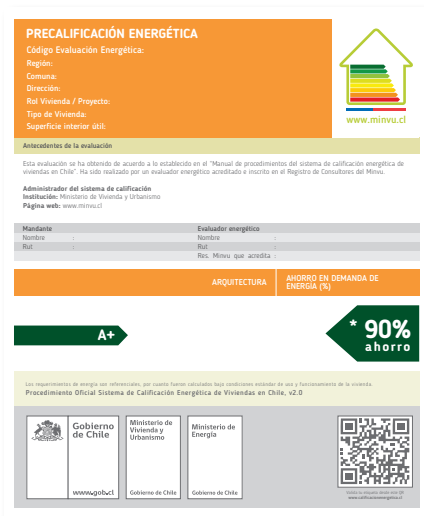 PRECALIFICACIÓN ENERGÉTICA
Código Evaluación Energética:
Región:
Comuna:
Dirección:
Rol Vivienda / Proyecto:
Tipo de Vivienda:
Superficie interior útil:
www.minvu.cl
Antecedentes de la evaluación
Esta evaluación se ha obtenido de acuerdo a lo establecido en el "Manual de procedimientos del sistema de calificación energética de
viviendas en Chile". Ha sido realizado por un evaluador energético acreditado e inscrito en el Registro de Consultores del Minvu.
Administrador del sistema de calificación
Institución: Ministerio de Vivienda y Urbanismo
Página web: www.minvu.cl
Mandante Evaluador energético
Nombre : Nombre :
Rut : Rut :
Res. Minvu que acredita :
ARQUITECTURA AHORRO EN DEMANDA DE
ENERGÍA (%)
A+
* 90%
ahorro
Los requerimientos de energía son referenciales, por cuanto fueron calculados bajo condiciones estándar de uso y funcionamiento de la vivienda.
Procedimiento Oficial Sistema de Calificación Energética de Viviendas en Chile, v2.0
Gobierno
de Chile
www.gob.cl
Ministerio de
Vivienda y
Urbanismo
Gobierno de Chile
Ministerio de
Energía
Gobierno de Chile
www.calificacionenergetica.cl